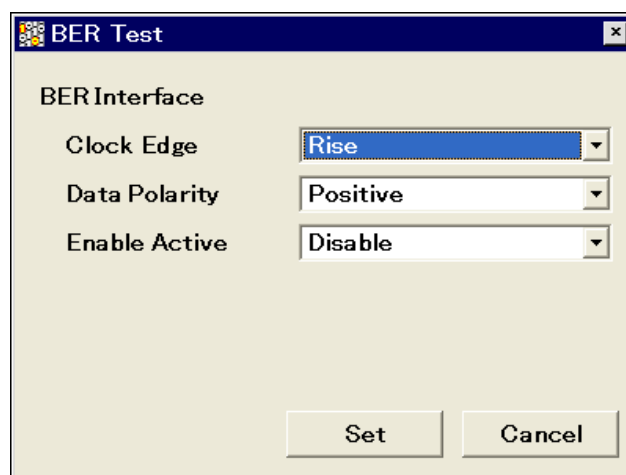 BER Test
BER Interface
Clock Edge Rise
Data Polarity Positive
Enable Active Disable
Set Cancel